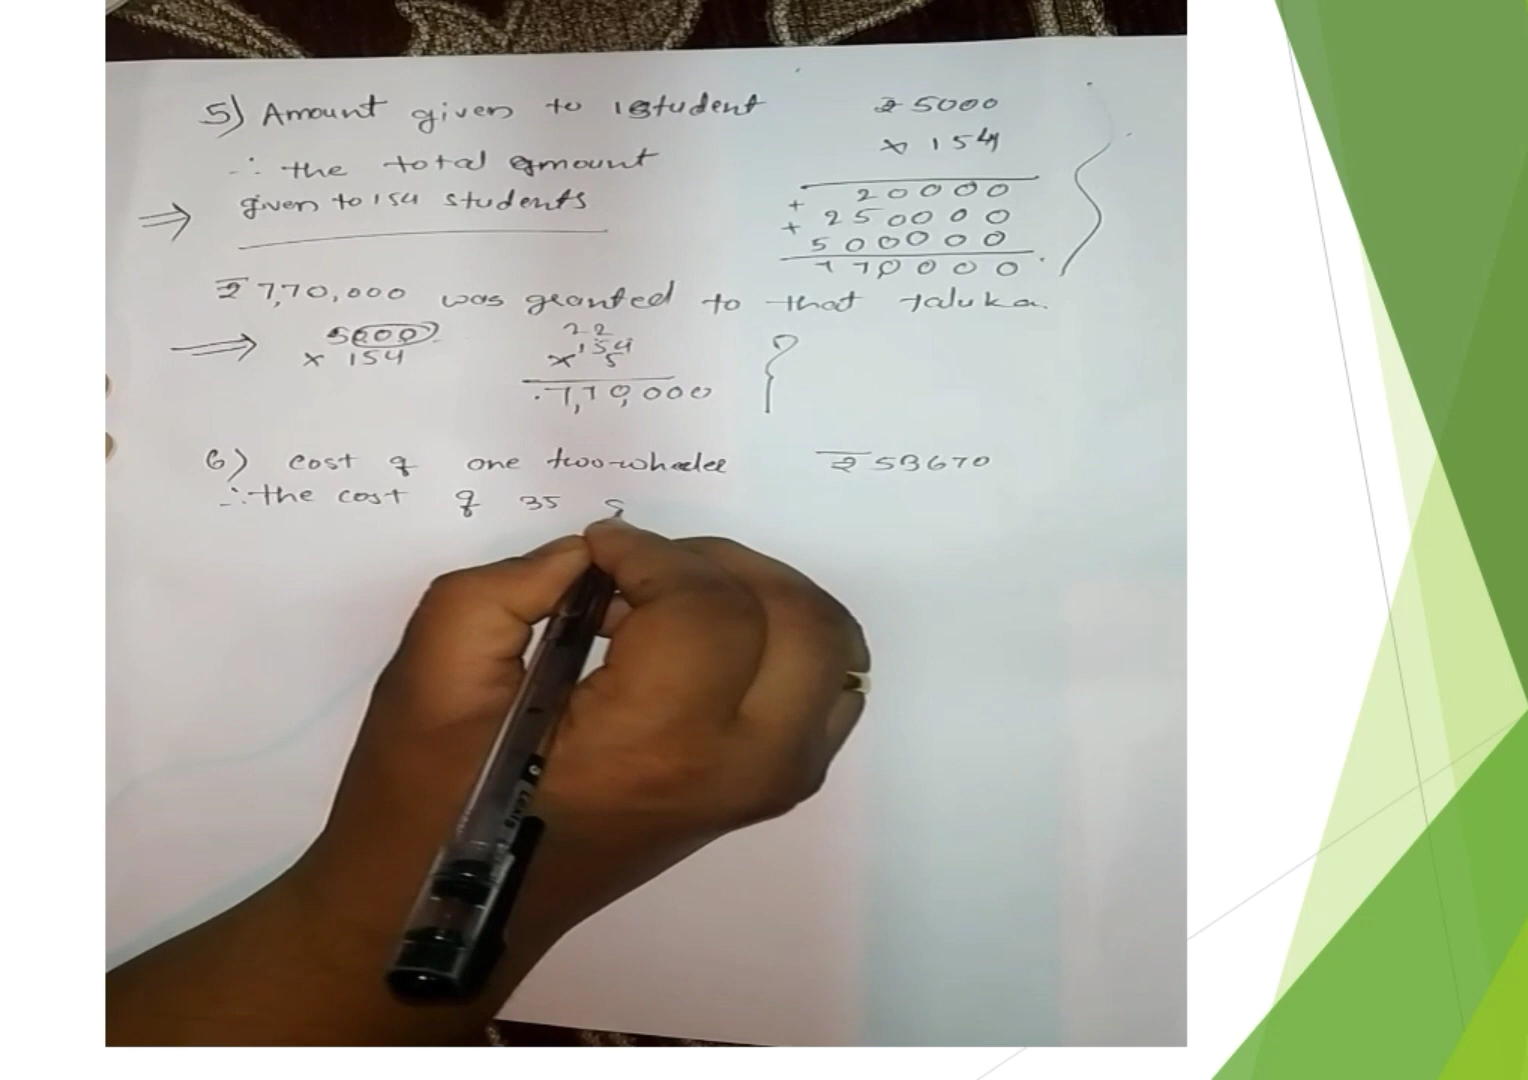 5) Amount given to 1 student ₹ 5000
∴ the total amount × 154
given to 154 students 20000
+ 250000
+ 500000
770000
₹ 7,70,000 was granted to that taluka.
⇒ 5000 22
× 154 154
× 5
7,70,000
6) cost of one two-wheeler ₹ 53670
∴ the cost of 35 s